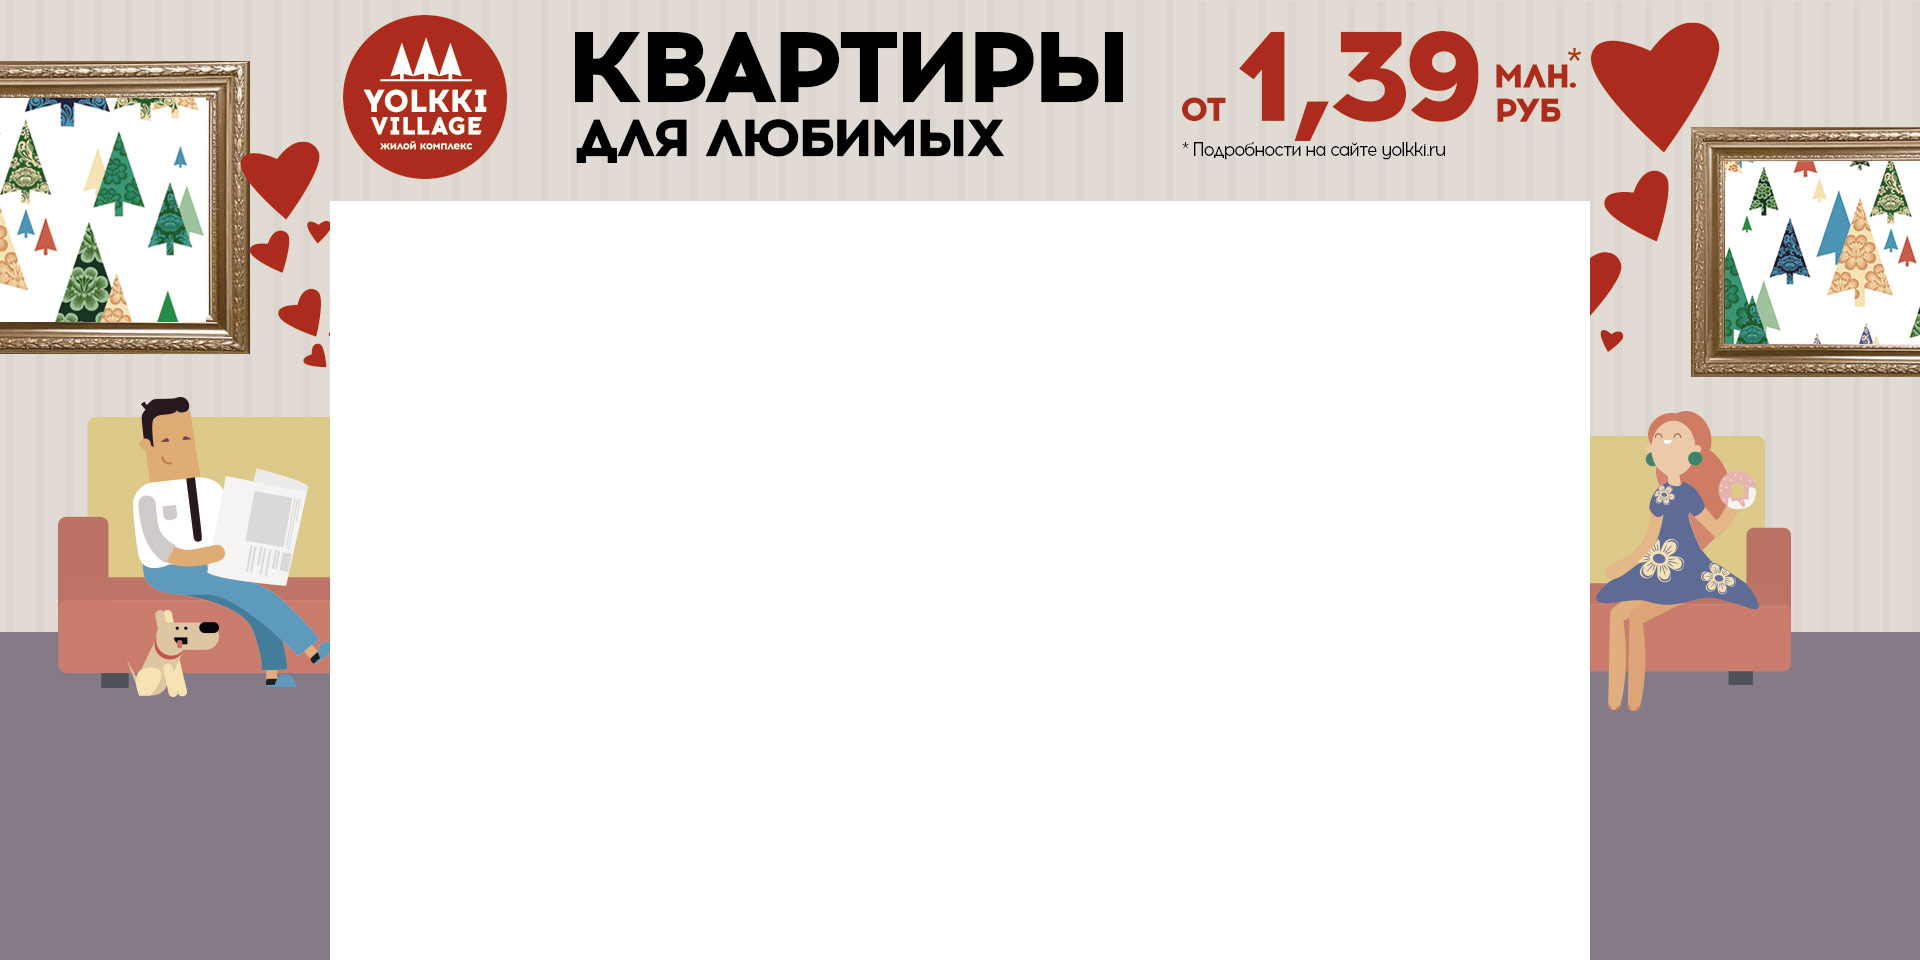 YOLKKI
VILLAGE
жилой комплекс
КВАРТИРЫ
ДЛЯ ЛЮБИМЫХ
ОТ 1,39 МЛН.*
РУБ
* Подробности на сайте yolkki.ru